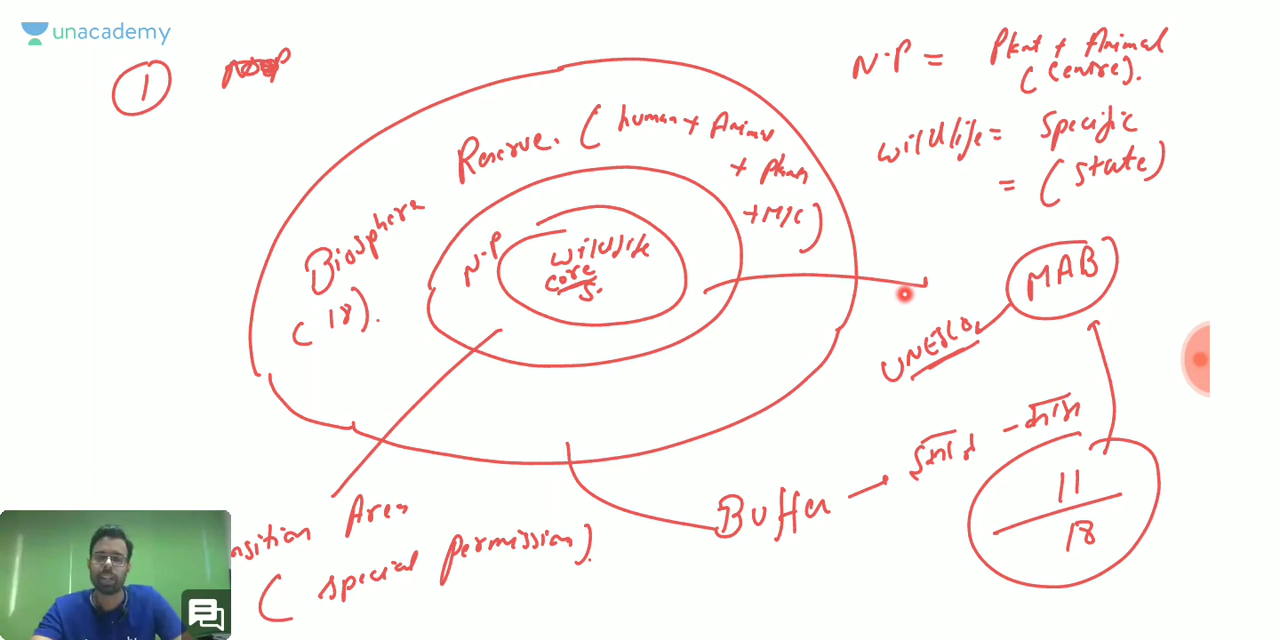 unacademy
1
N.P = Plant + Animal
(Centre).
wildlife = Specific
= (State)
Biosphere Reserve. (human + Animal
+ Plant
+ M/C)
(18).
N.P
wildlife
core
S.
MAB
UNESCO
11
18
Buffer
Transition Area
(special permission)